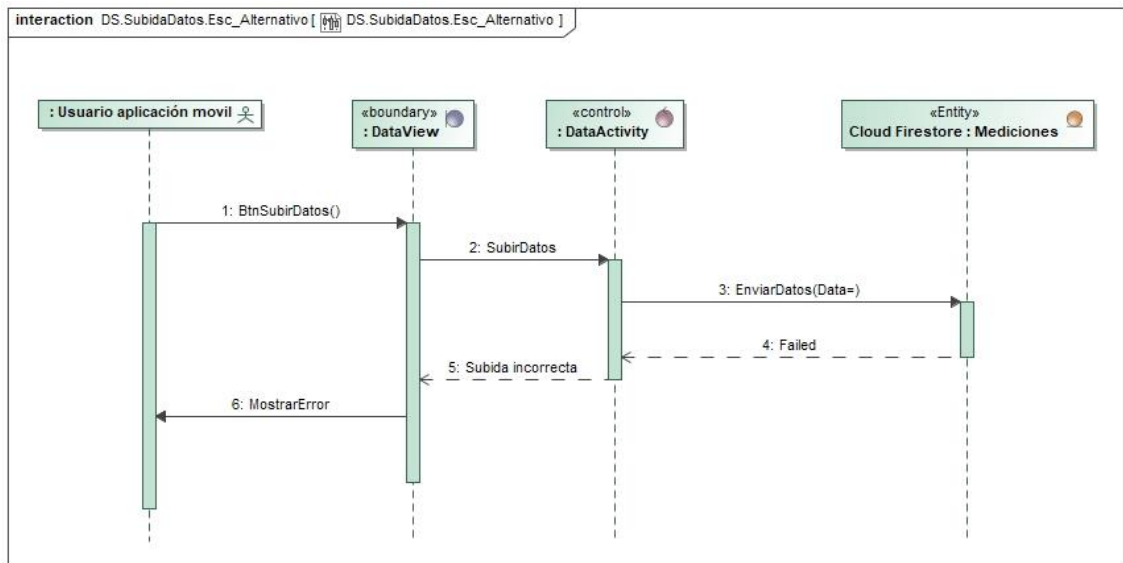 interaction DS.SubidaDatos.Esc_Alternativo [ DS.SubidaDatos.Esc_Alternativo ]
: Usuario aplicación movil
«boundary»
: DataView
«control»
: DataActivity
«Entity»
Cloud Firestore : Mediciones
1: BtnSubirDatos()
2: SubirDatos
3: EnviarDatos(Data=)
4: Failed
5: Subida incorrecta
6: MostrarError